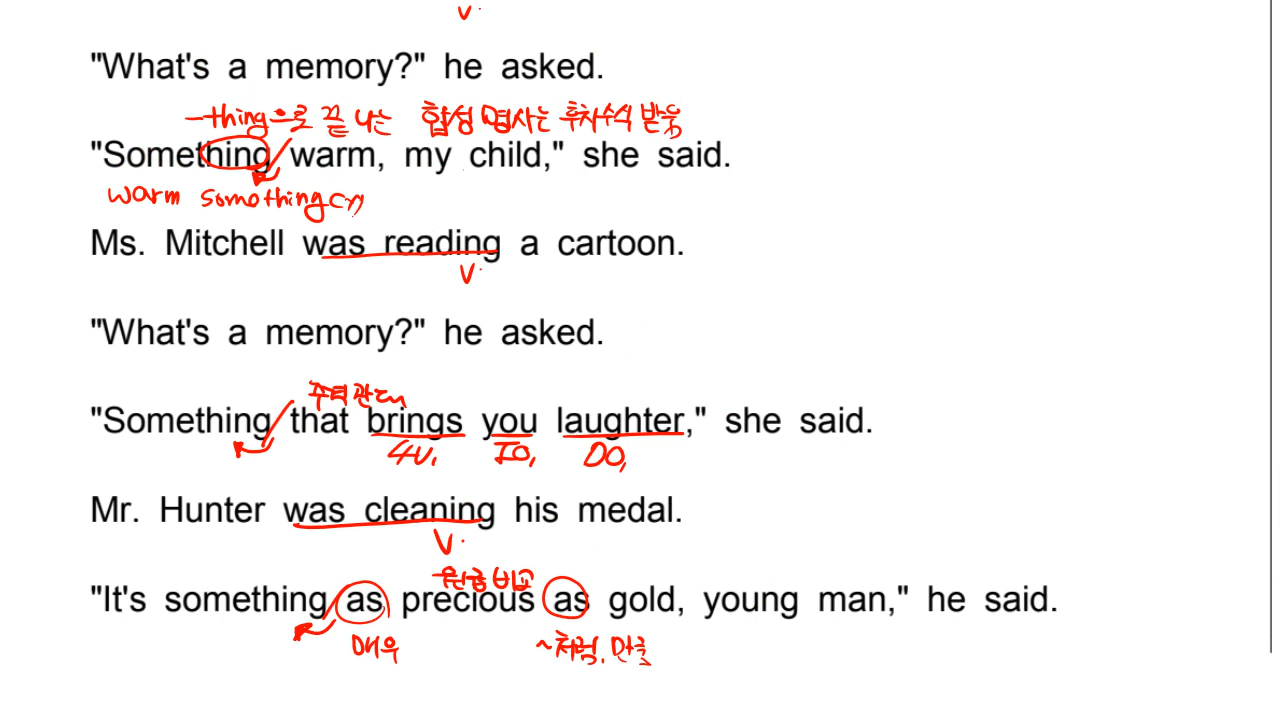 V.
"What's a memory?" he asked.
-thing으로 끝나는 합성명사는 후치수식 받음
"Something warm, my child," she said.
warm something(x)
Ms. Mitchell was reading a cartoon.
V.
"What's a memory?" he asked.
주격관대
"Something that brings you laughter," she said.
4V. IO. DO.
Mr. Hunter was cleaning his medal.
V.
원급비교
"It's something as precious as gold, young man," he said.
매우 ~처럼, 만큼